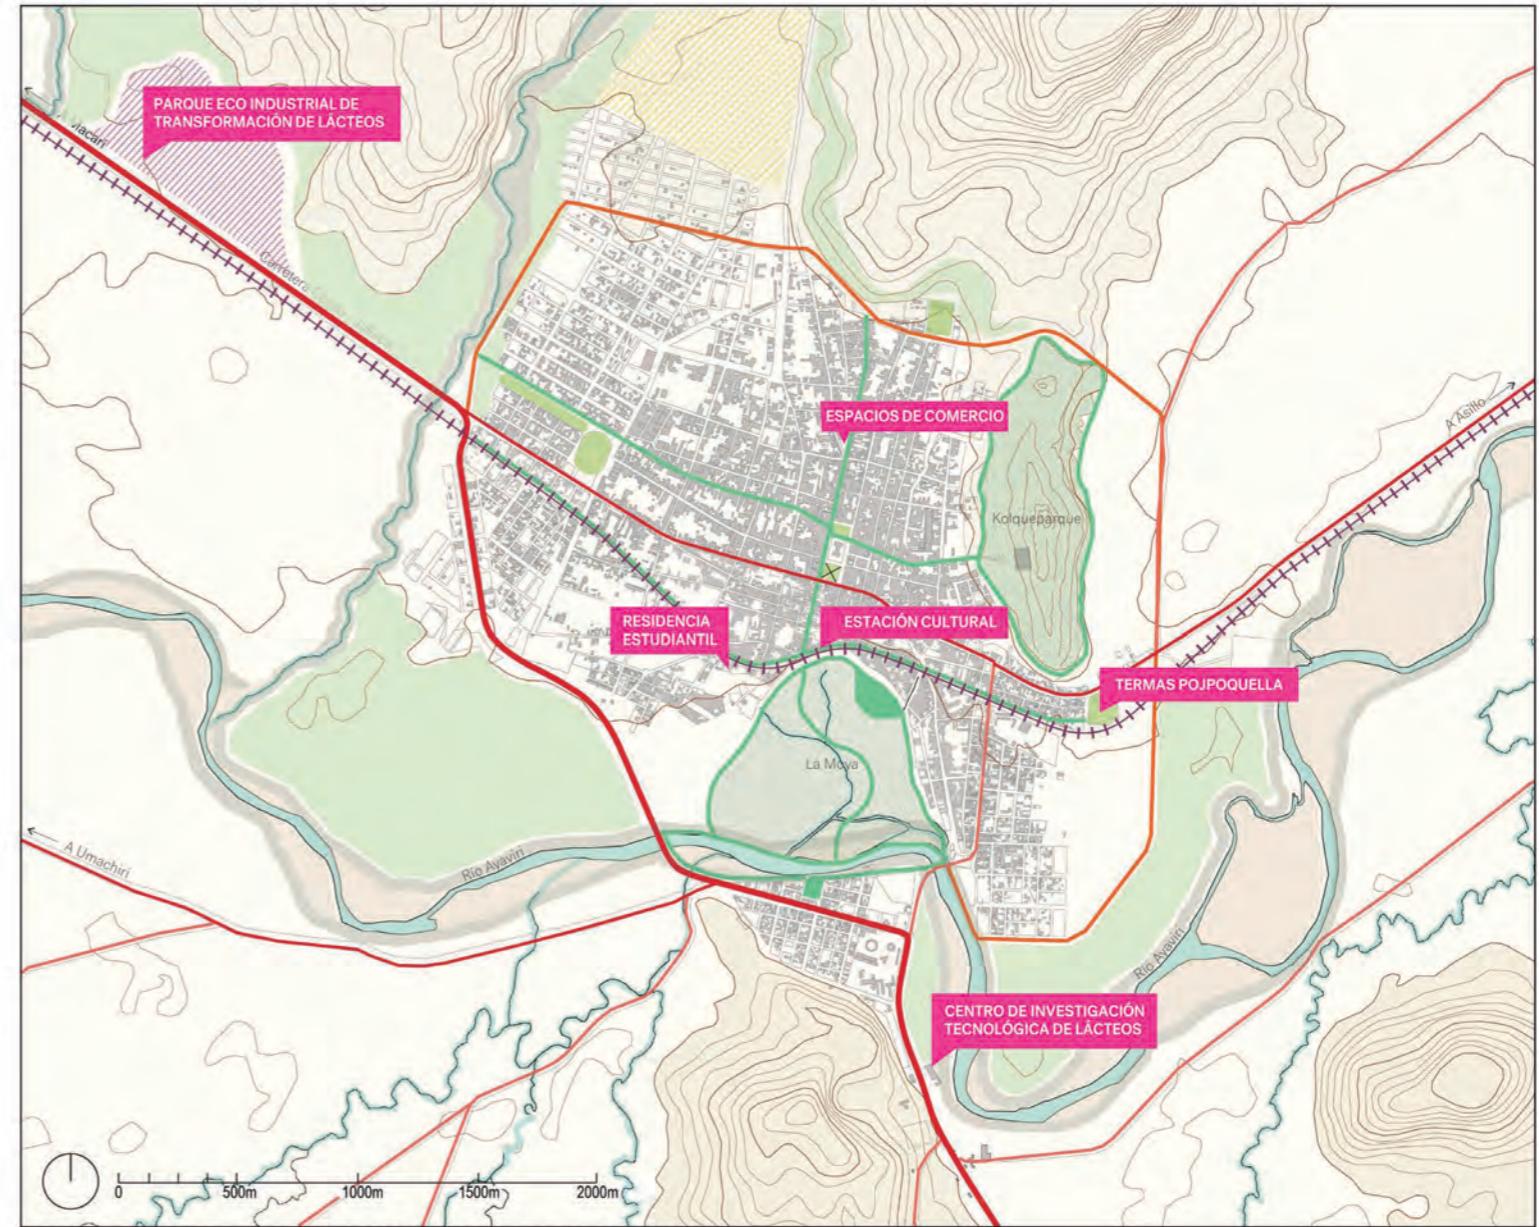 PARQUE ECO INDUSTRIAL DE
TRANSFORMACIÓN DE LÁCTEOS
ESPACIOS DE COMERCIO
A Asillo
Kolqueparque
RESIDENCIA
ESTUDIANTIL
ESTACIÓN CULTURAL
TERMAS POJPOQUELLA
La Moya
A Umachiri
Río Ayaviri
Río Ayaviri
CENTRO DE INVESTIGACIÓN
TECNOLÓGICA DE LÁCTEOS
0 500m 1000m 1500m 2000m